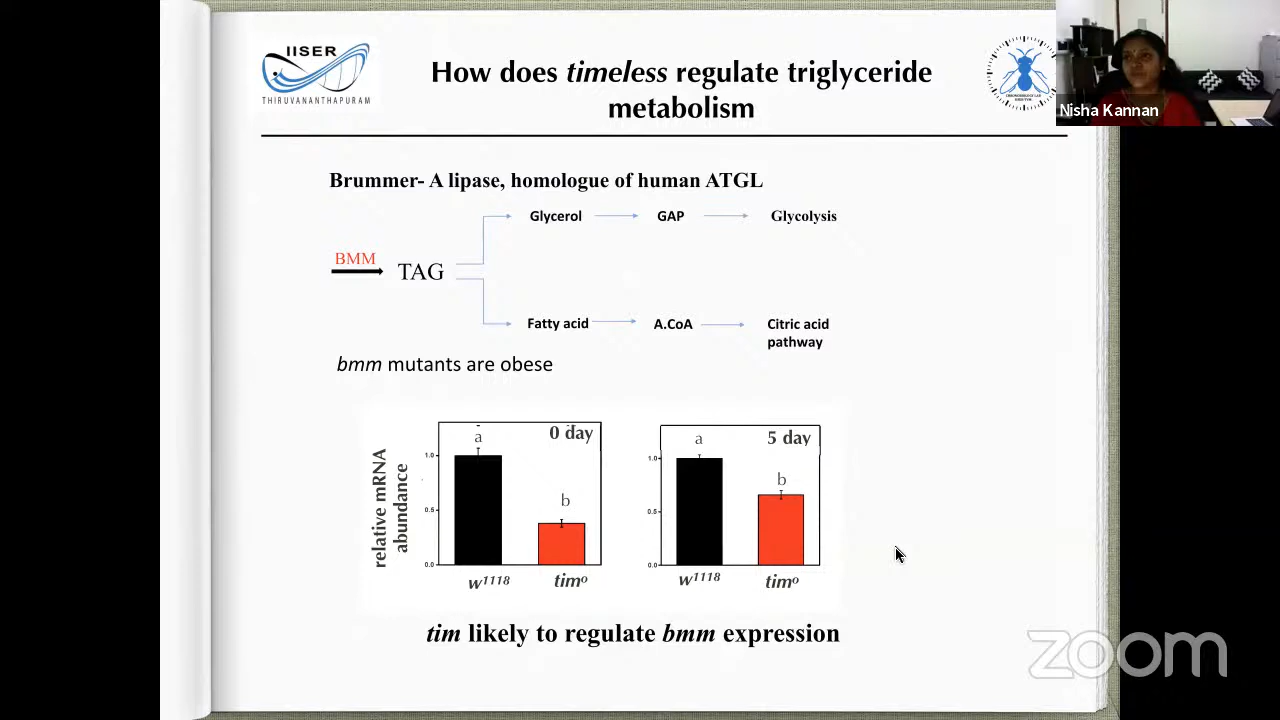 IISER
THIRUVANANTHAPURAM
How does timeless regulate triglyceride
metabolism
Nisha Kannan
Brummer- A lipase, homologue of human ATGL
Glycerol
GAP
Glycolysis
BMM
TAG
Fatty acid
A.CoA
Citric acid
pathway
bmm mutants are obese
relative mRNA
abundance
0 day
a
b
1.0
0.5
0.0
w1118
timo
5 day
a
b
1.0
0.5
0.0
w1118
timo
tim likely to regulate bmm expression
zoom